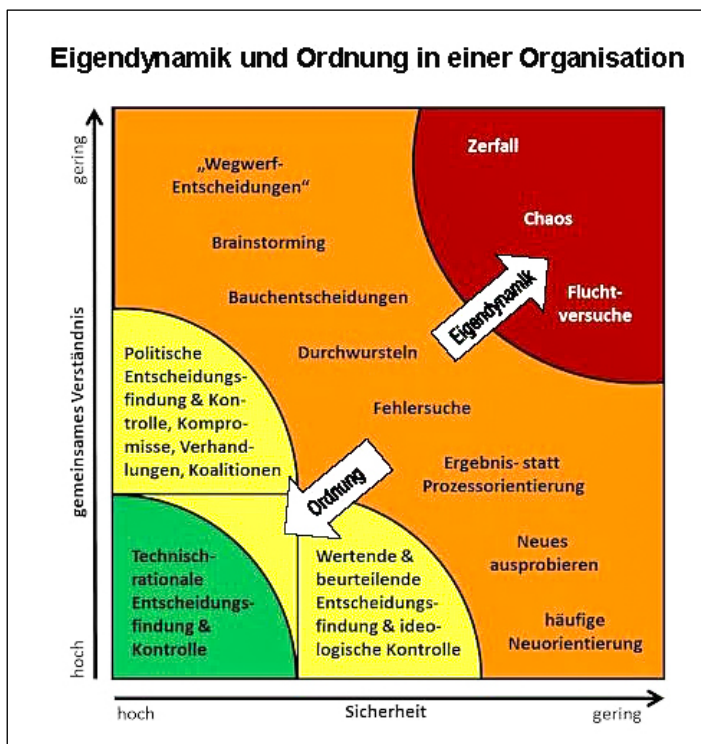 Eigendynamik und Ordnung in einer Organisation
gering
gemeinsames Verständnis
hoch
„Wegwerf-
Entscheidungen“
Brainstorming
Bauchentscheidungen
Durchwursteln
Fehlersuche
Ergebnis- statt
Prozessorientierung
Neues
ausprobieren
häufige
Neuorientierung
Zerfall
Chaos
Flucht-
versuche
Eigendynamik
Ordnung
Politische
Entscheidungs-
findung & Kon-
trolle, Kompro-
misse, Verhand-
lungen, Koalitionen
Technisch-
rationale
Entscheidungs-
findung &
Kontrolle
Wertende &
beurteilende
Entscheidungs-
findung & ideo-
logische Kontrolle
hoch
Sicherheit
gering